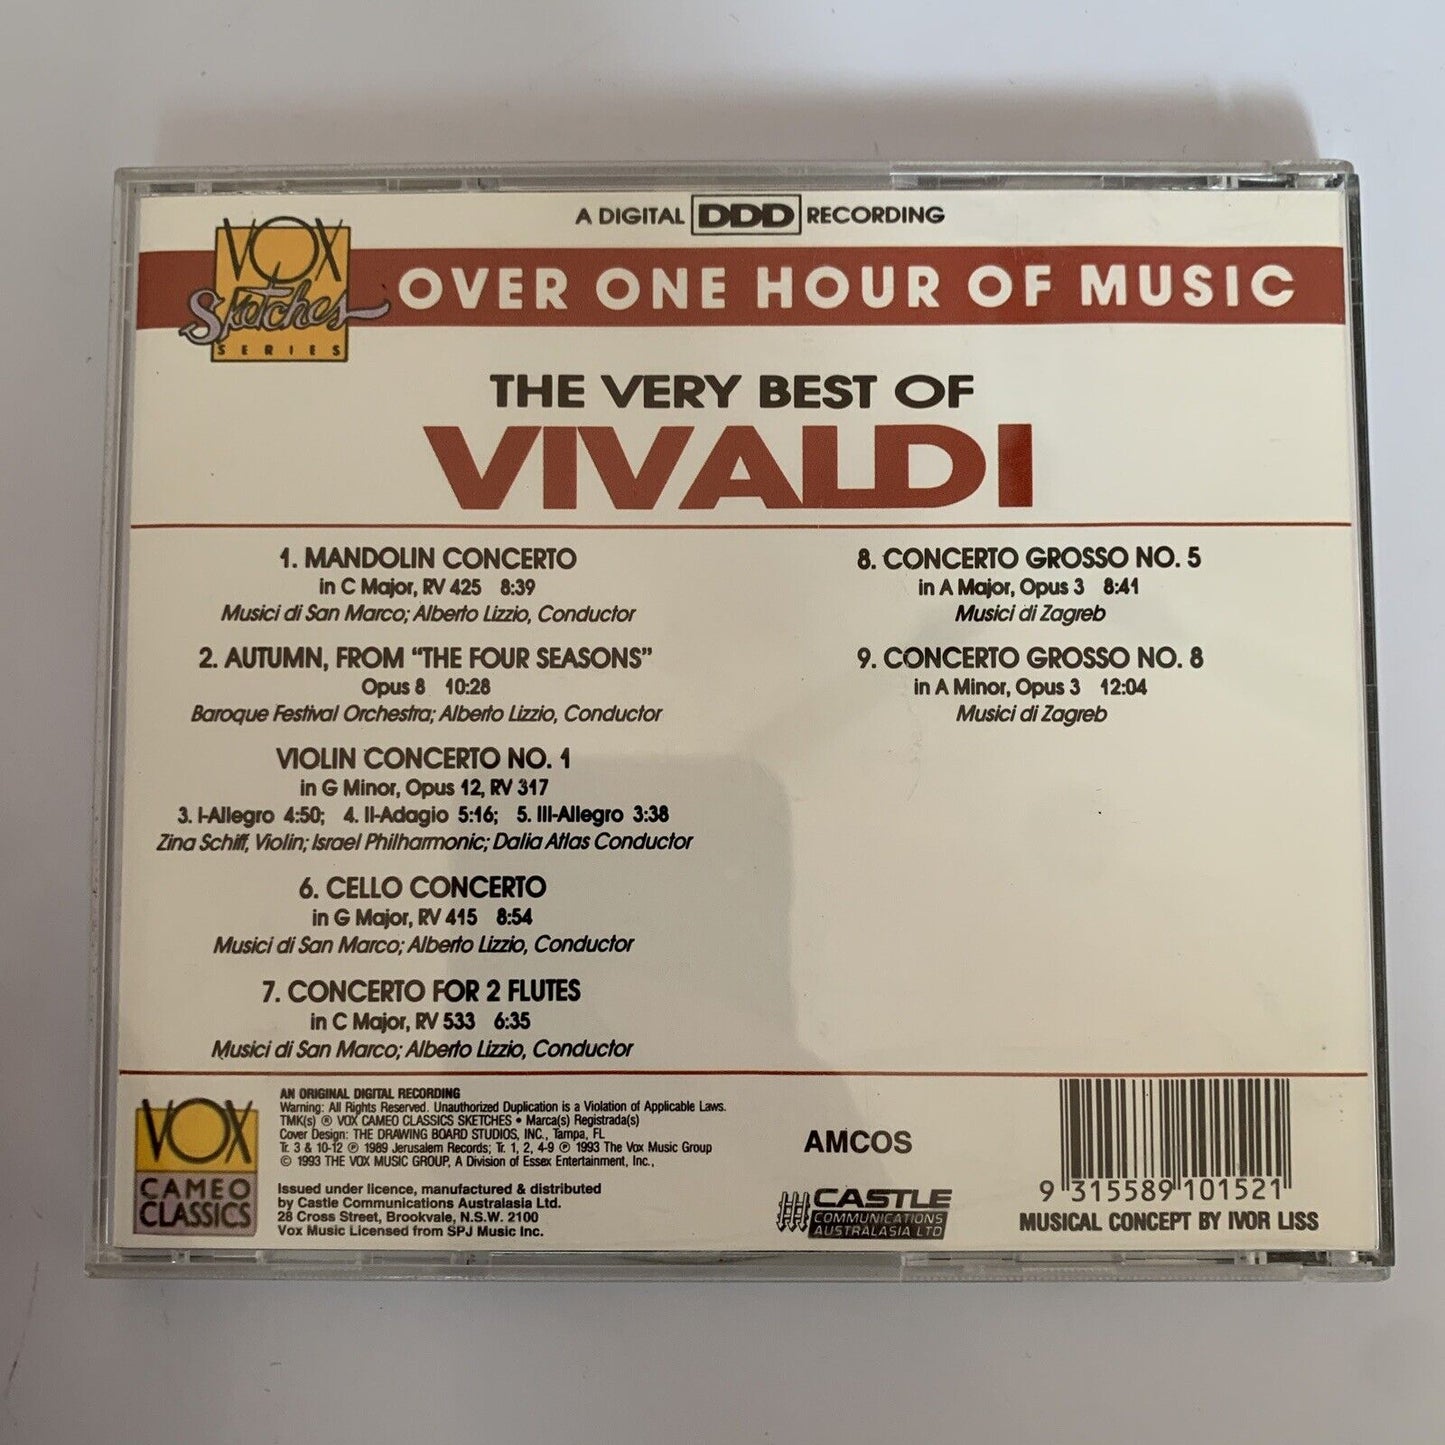 A DIGITAL DDD RECORDING
VOX
Sketches
SERIES
OVER ONE HOUR OF MUSIC
THE VERY BEST OF
VIVALDI
1. MANDOLIN CONCERTO
in C Major, RV 425 8:39
Musici di San Marco; Alberto Lizzio, Conductor
2. AUTUMN, FROM “THE FOUR SEASONS”
Opus 8 10:28
Baroque Festival Orchestra; Alberto Lizzio, Conductor
VIOLIN CONCERTO NO. 1
in G Minor, Opus 12, RV 317
3. I-Allegro 4:50; 4. II-Adagio 5:16; 5. III-Allegro 3:38
Zina Schiff, Violin; Israel Philharmonic; Dalia Atlas Conductor
6. CELLO CONCERTO
in G Major, RV 415 8:54
Musici di San Marco; Alberto Lizzio, Conductor
7. CONCERTO FOR 2 FLUTES
in C Major, RV 533 6:35
Musici di San Marco; Alberto Lizzio, Conductor
8. CONCERTO GROSSO NO. 5
in A Major, Opus 3 8:41
Musici di Zagreb
9. CONCERTO GROSSO NO. 8
in A Minor, Opus 3 12:04
Musici di Zagreb
VOX
CAMEO
CLASSICS
AN ORIGINAL DIGITAL RECORDING
Warning: All Rights Reserved. Unauthorized Duplication is a Violation of Applicable Laws.
TMK(s) ® VOX CAMEO CLASSICS SKETCHES • Marca(s) Registrada(s)
Cover Design: THE DRAWING BOARD STUDIOS, INC., Tampa, FL
Tr. 3 & 10-12 ℗ 1989 Jerusalem Records; Tr. 1, 2, 4-9 ℗ 1993 The Vox Music Group
© 1993 THE VOX MUSIC GROUP, A Division of Essex Entertainment, Inc.,
Issued under licence, manufactured & distributed
by Castle Communications Australasia Ltd.
28 Cross Street, Brookvale, N.S.W. 2100
Vox Music Licensed from SPJ Music Inc.
AMCOS
CASTLE
COMMUNICATIONS
AUSTRALASIA LTD
9 315589 101521
MUSICAL CONCEPT BY IVOR LISS